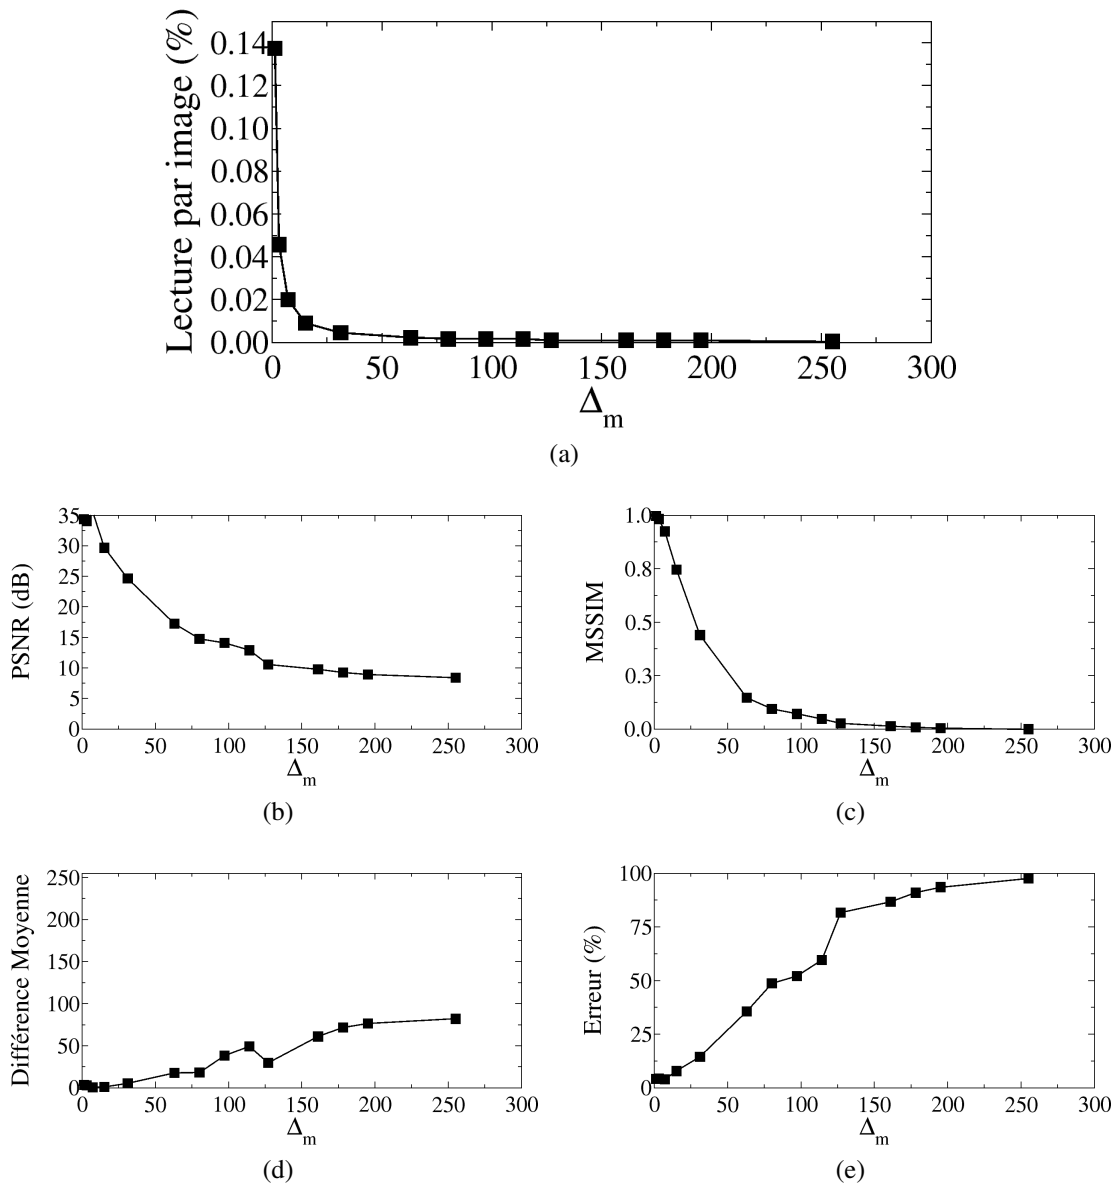 Lecture par image (%)
0.14
0.12
0.10
0.08
0.06
0.04
0.02
0.00
0 50 100 150 200 250 300
Δm
(a)
PSNR (dB)
35
30
25
20
15
10
5
0
0 50 100 150 200 250 300
Δm
(b)
MSSIM
1.0
0.8
0.5
0.3
0.0
0 50 100 150 200 250 300
Δm
(c)
Différence Moyenne
250
200
150
100
50
0
0 50 100 150 200 250 300
Δm
(d)
Erreur (%)
100
75
50
25
0
0 50 100 150 200 250 300
Δm
(e)